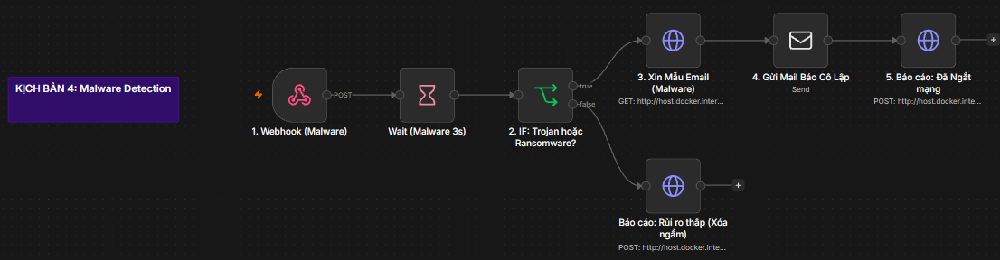 KỊCH BẢN 4: Malware Detection
POST
1. Webhook (Malware)
Wait (Malware 3s)
true
false
2. IF: Trojan hoặc
Ransomware?
3. Xin Mẫu Email
(Malware)
GET: http://host.docker.inter...
4. Gửi Mail Báo Cô Lập
Send
5. Báo cáo: Đã Ngắt
mạng
POST: http://host.docker.inte...
Báo cáo: Rủi ro thấp (Xóa
ngầm)
POST: http://host.docker.inte...